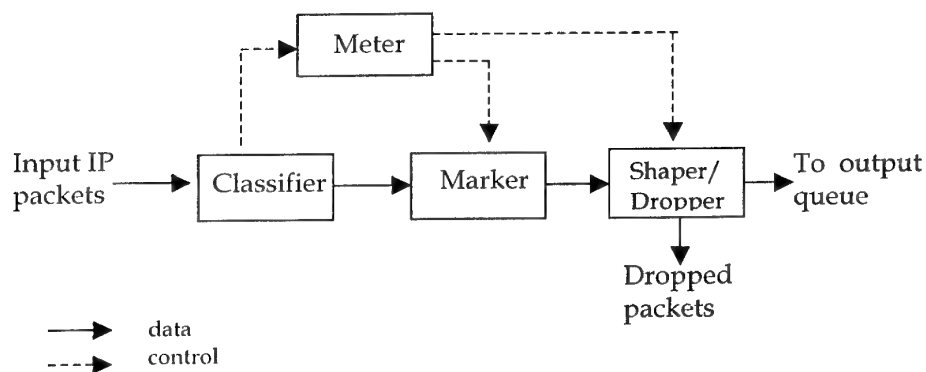 Meter
Input IP
packets
Classifier
Marker
Shaper/
Dropper
To output
queue
Dropped
packets
data
control